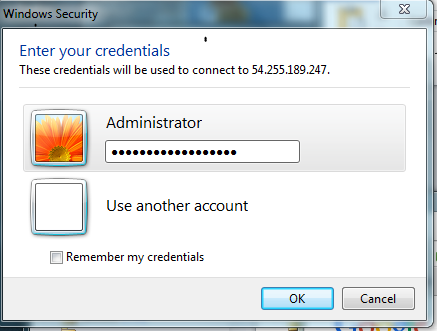 Windows Security
Enter your credentials
These credentials will be used to connect to 54.255.189.247.
Administrator
••••••••••••••••••
Use another account
Remember my credentials
OK
Cancel